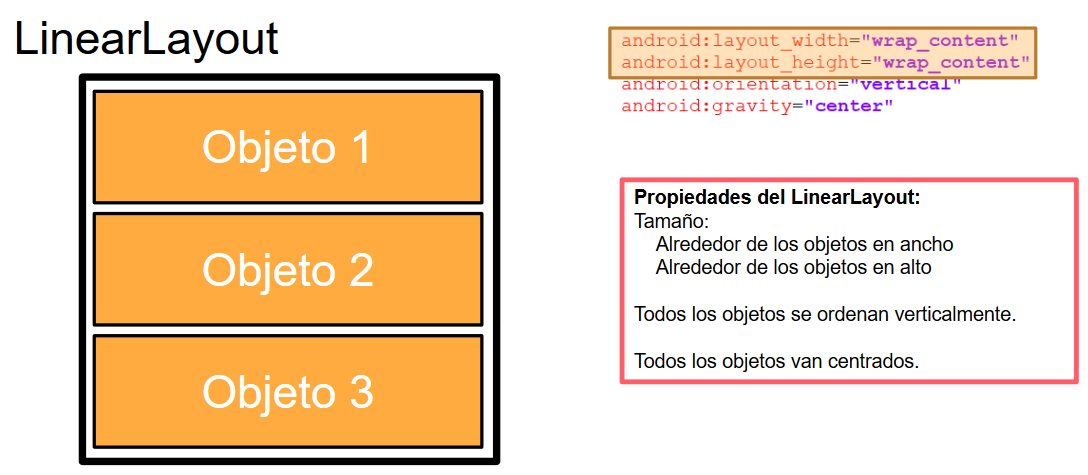 LinearLayout
Objeto 1
Objeto 2
Objeto 3
android:layout_width="wrap_content"
android:layout_height="wrap_content"
android:orientation="vertical"
android:gravity="center"
Propiedades del LinearLayout:
Tamaño:
Alrededor de los objetos en ancho
Alrededor de los objetos en alto
Todos los objetos se ordenan verticalmente.
Todos los objetos van centrados.